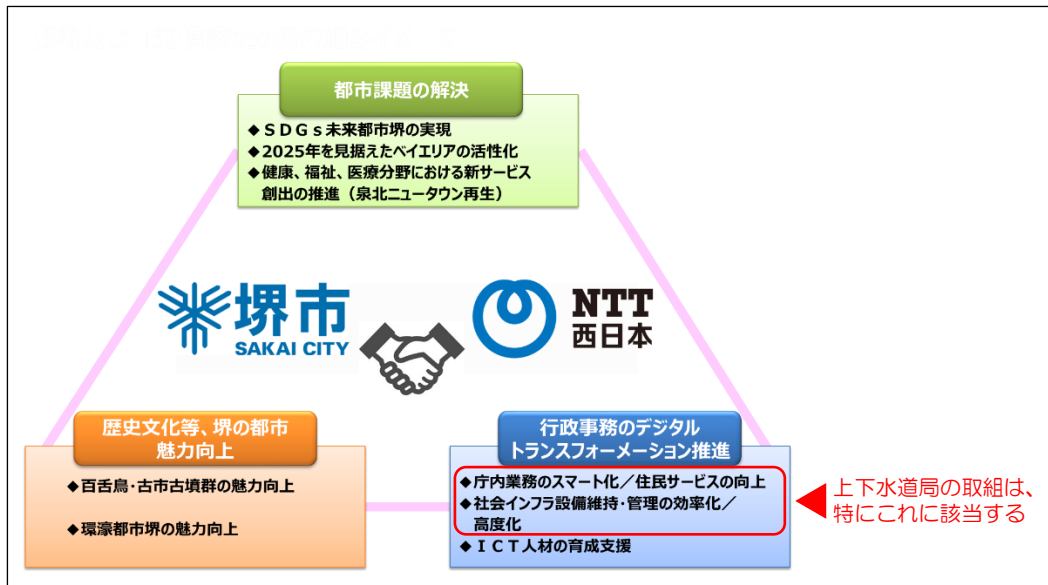 都市課題の解決
◆ＳＤＧｓ未来都市堺の実現
◆2025年を見据えたベイエリアの活性化
◆健康、福祉、医療分野における新サービス
創出の推進（泉北ニュータウン再生）
堺市
SAKAI CITY
NTT
西日本
歴史文化等、堺の都市
魅力向上
◆百舌鳥・古市古墳群の魅力向上
◆環濠都市堺の魅力向上
行政事務のデジタル
トランスフォーメーション推進
◆庁内業務のスマート化／住民サービスの向上
◆社会インフラ設備維持・管理の効率化／
高度化
◆ＩＣＴ人材の育成支援
上下水道局の取組は、
特にこれに該当する